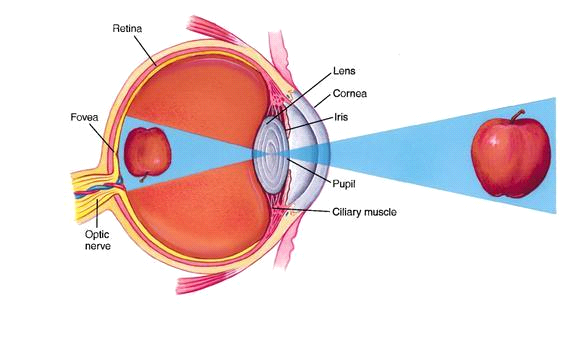 Retina
Lens
Cornea
Iris
Fovea
Pupil
Ciliary muscle
Optic
nerve